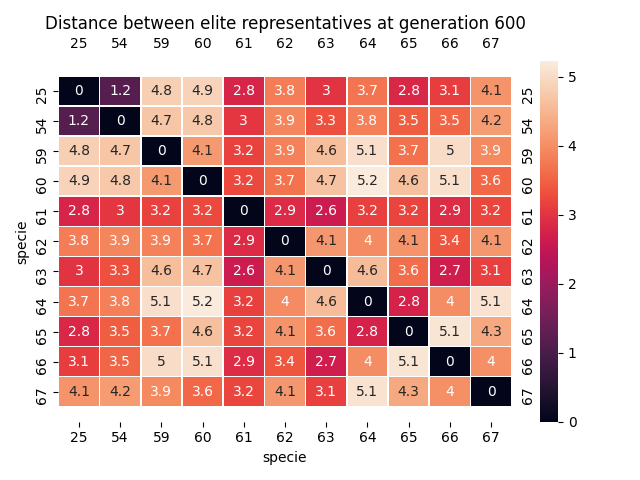 Distance between elite representatives at generation 600
25 54 59 60 61 62 63 64 65 66 67
25 0 1.2 4.8 4.9 2.8 3.8 3 3.7 2.8 3.1 4.1 25
54 1.2 0 4.7 4.8 3 3.9 3.3 3.8 3.5 3.5 4.2 54
59 4.8 4.7 0 4.1 3.2 3.9 4.6 5.1 3.7 5 3.9 59
60 4.9 4.8 4.1 0 3.2 3.7 4.7 5.2 4.6 5.1 3.6 60
61 2.8 3 3.2 3.2 0 2.9 2.6 3.2 3.2 2.9 3.2 61
62 3.8 3.9 3.9 3.7 2.9 0 4.1 4 4.1 3.4 4.1 62
63 3 3.3 4.6 4.7 2.6 4.1 0 4.6 3.6 2.7 3.1 63
64 3.7 3.8 5.1 5.2 3.2 4 4.6 0 2.8 4 5.1 64
65 2.8 3.5 3.7 4.6 3.2 4.1 3.6 2.8 0 5.1 4.3 65
66 3.1 3.5 5 5.1 2.9 3.4 2.7 4 5.1 0 4 66
67 4.1 4.2 3.9 3.6 3.2 4.1 3.1 5.1 4.3 4 0 67
25 54 59 60 61 62 63 64 65 66 67
specie
specie
5
4
3
2
1
0